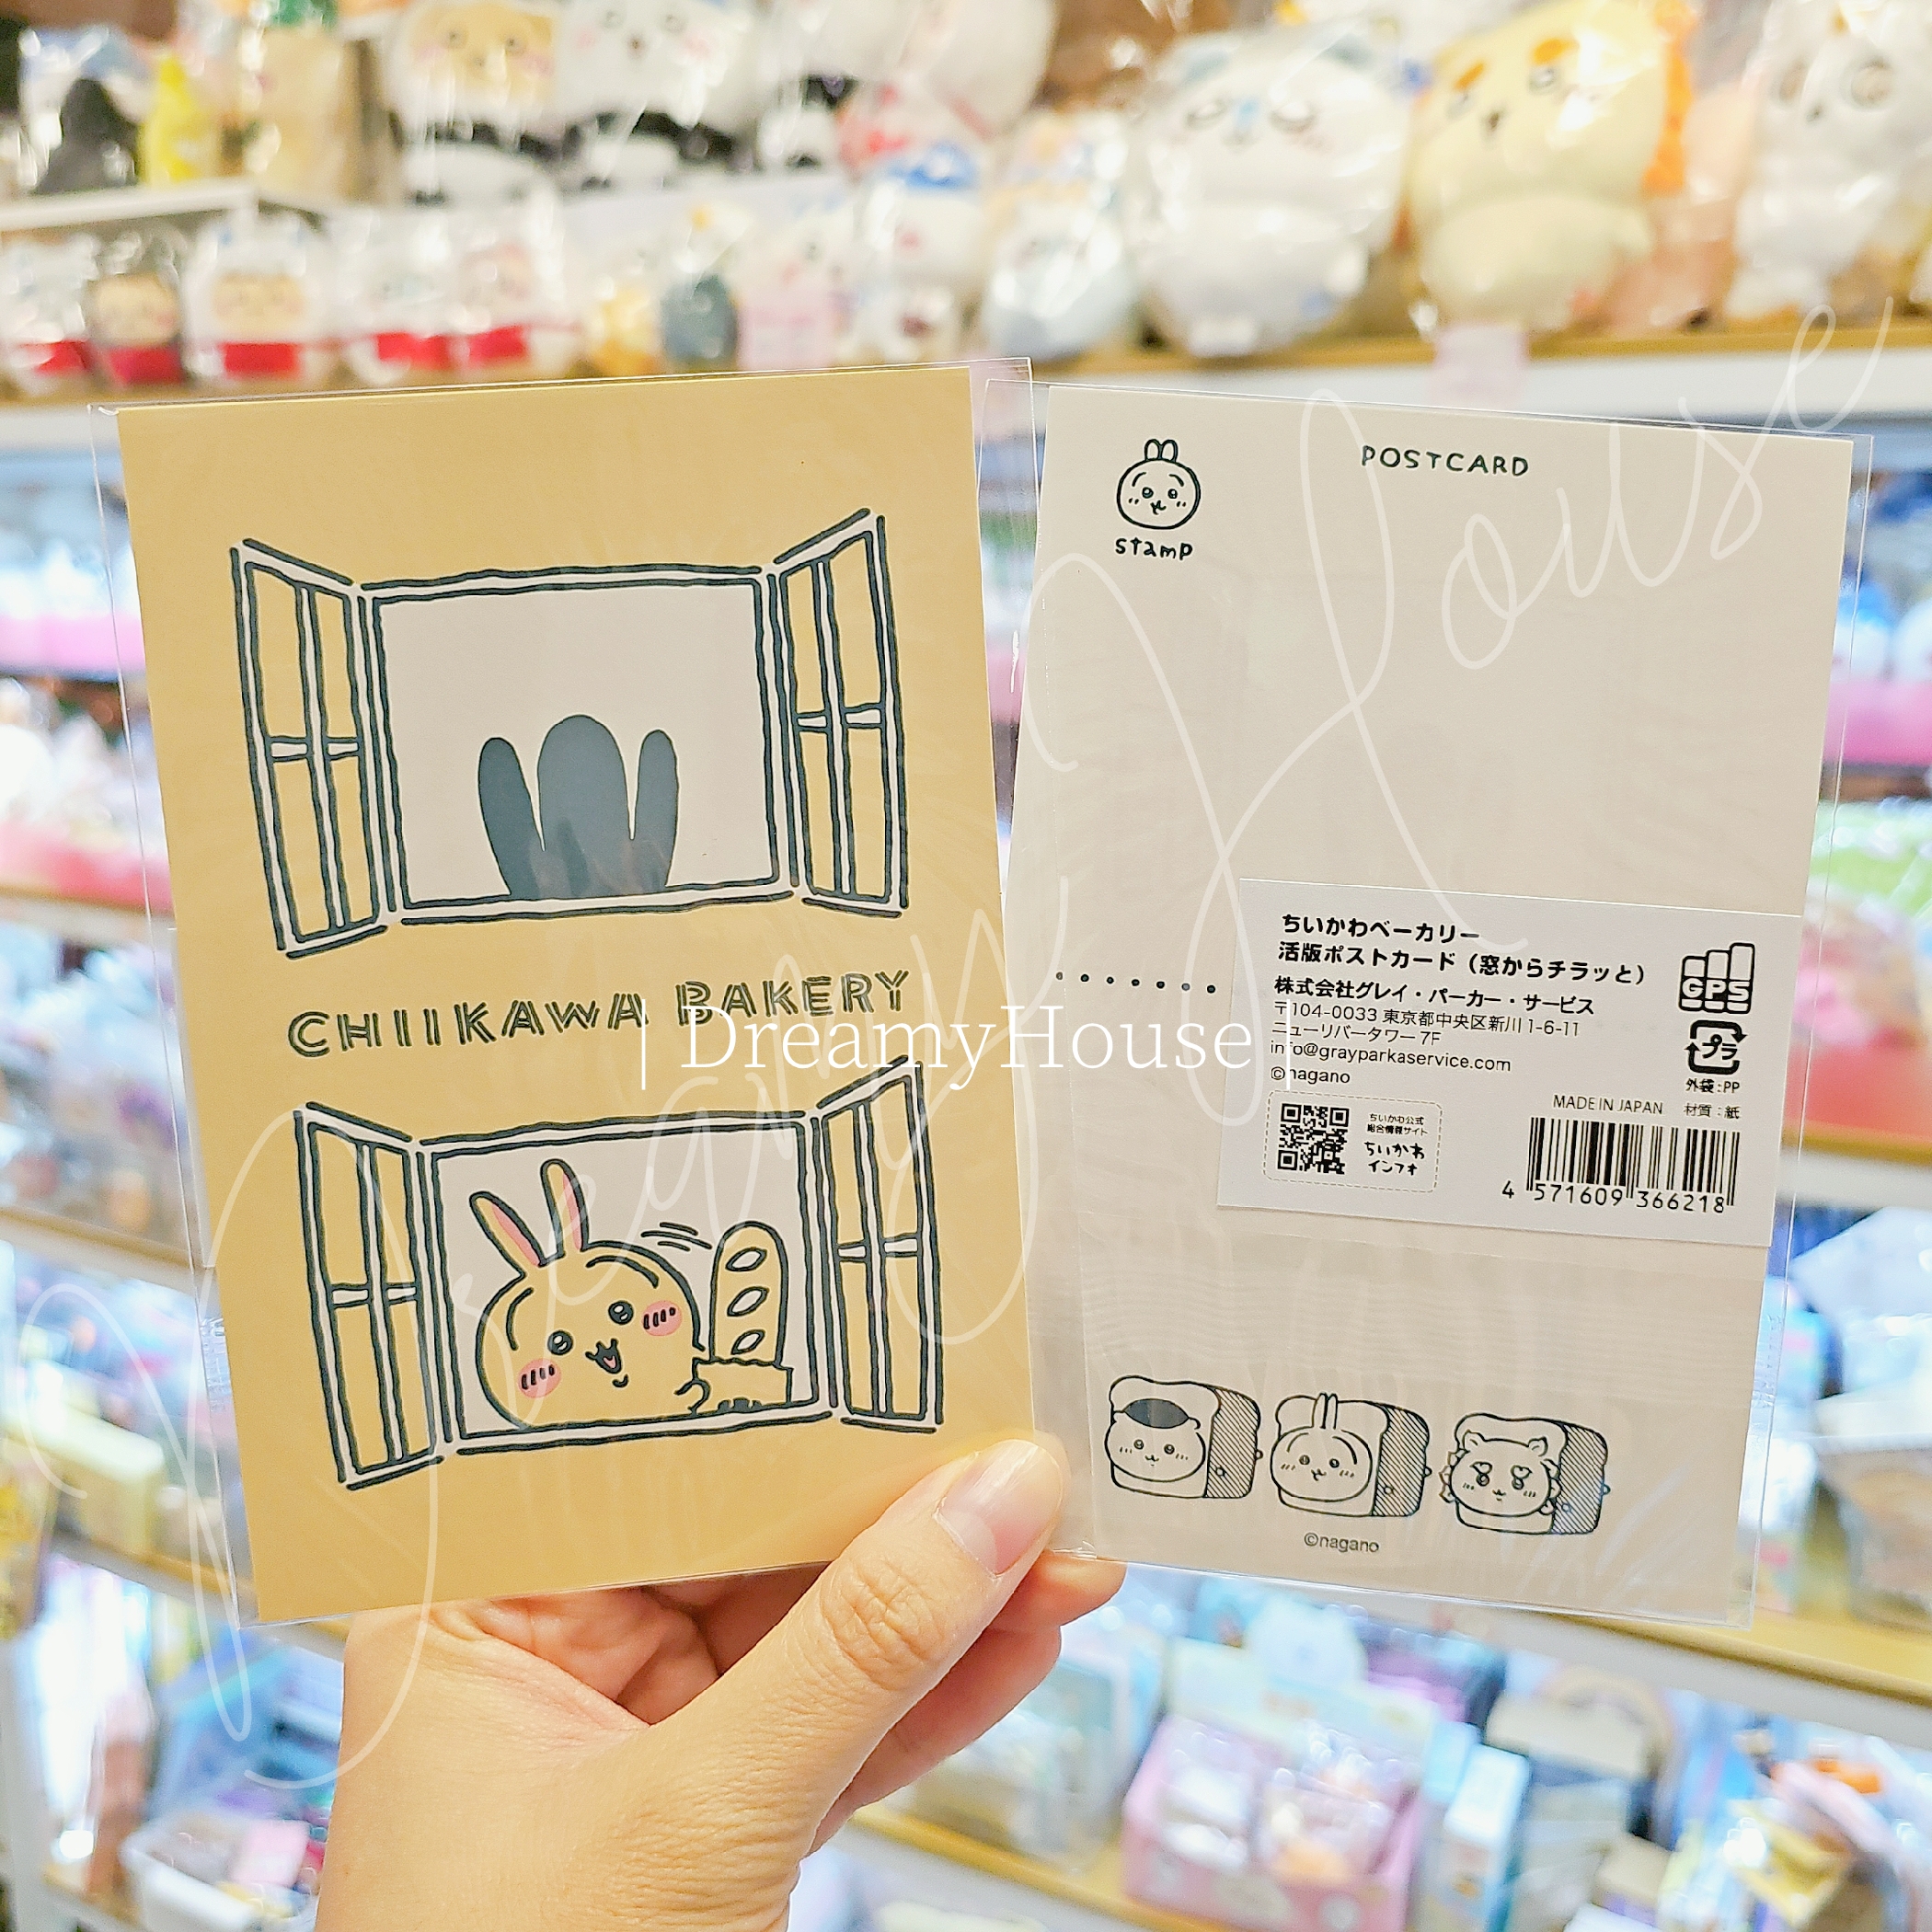 CHIIKAWA BAKERY
stamp
POSTCARD
ちいかわベーカリー
活版ポストカード（窓からチラッと）
株式会社グレイ・パーカー・サービス
〒104-0033 東京都中央区新川 1-6-11
ニューリバータワー 7F
info@grayparkaservice.com
©nagano
GPS
プラ
外袋：PP
MADE IN JAPAN 材質：紙
ちいかわ公式
総合情報サイト
ちいかわ
インフォ
4 571609 366218
©nagano
| DreamyHouse |
Dreamy House